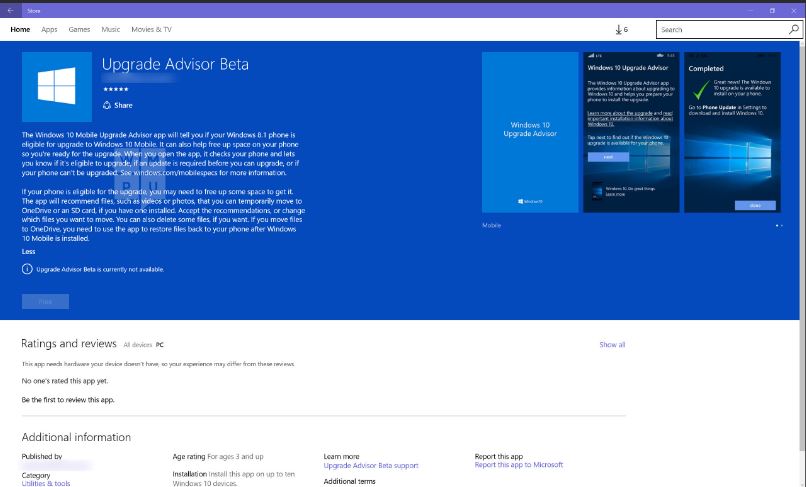 Store
Home Apps Games Music Movies & TV
6
Search
Upgrade Advisor Beta
Share
The Windows 10 Mobile Upgrade Advisor app will tell you if your Windows 8.1 phone is
eligible for upgrade to Windows 10 Mobile. It can also help free up space on your phone
so you're ready for the upgrade. When you open the app, it checks your phone and lets
you know if it's eligible to upgrade, if an update is required before you can upgrade, or if
your phone can't be upgraded. See windows.com/mobilespecs for more information.
If your phone is eligible for the upgrade, you may need to free up some space to get it.
The app will recommend files, such as videos or photos, that you can temporarily move to
OneDrive or an SD card, if you have one installed. Accept the recommendations, or change
which files you want to move. You can also delete some files, if you want. If you move files
to OneDrive, you need to use the app to restore files back to your phone after Windows
10 Mobile is installed.
Less
Upgrade Advisor Beta is currently not available.
Free
Windows 10
Upgrade Advisor
Windows 10
Windows 10 Upgrade Advisor
The Windows 10 Upgrade Advisor app
provides information about upgrading
to Windows 10 and helps you prepare
your phone to install the upgrade.
Learn more about the upgrade and read
important installation information about
Windows 10.
Tap next to find out if the Windows 10
upgrade is available for your phone.
next
Windows 10. Do great things.
Learn more
Completed
Great news! The Windows
10 upgrade is available to
install on your phone.
Go to Phone Update in Settings to
download and install Windows 10.
done
Mobile
Ratings and reviews All devices PC
Show all
This app needs hardware your device doesn't have, so your experience may differ from these reviews.
No one's rated this app yet.
Be the first to review this app.
Additional information
Published by
Category
Utilities & tools
Age rating For ages 3 and up
Installation Install this app on up to ten
Windows 10 devices.
Learn more
Upgrade Advisor Beta support
Additional terms
Report this app
Report this app to Microsoft